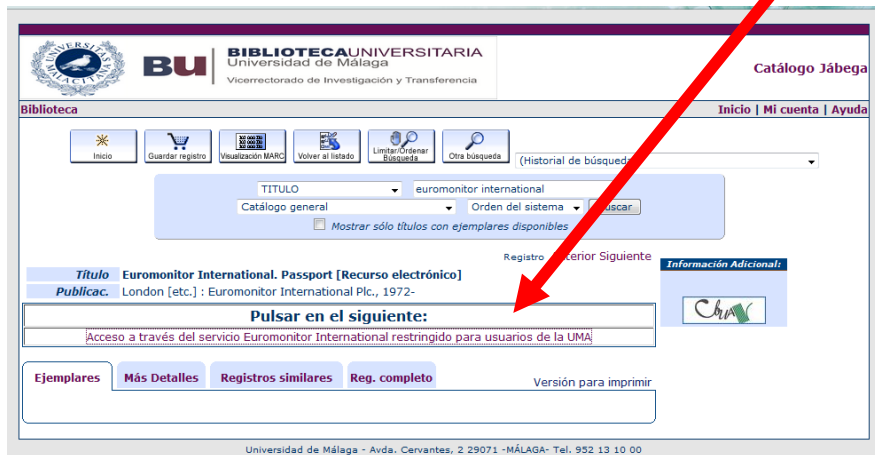 BU
BIBLIOTECAUNIVERSITARIA
Universidad de Málaga
Vicerrectorado de Investigación y Transferencia
Catálogo Jábega
Biblioteca
Inicio | Mi cuenta | Ayuda
Inicio
Guardar registro
Visualización MARC
Volver al listado
Limitar/Ordenar
Búsqueda
Otra búsqueda
(Historial de búsqueda
TITULO
euromonitor international
Catálogo general
Orden del sistema
Mostrar sólo títulos con ejemplares disponibles
Registro
Siguiente
Información Adicional:
Título Euromonitor International. Passport [Recurso electrónico]
Publicac. London [etc.] : Euromonitor International Plc., 1972-
Pulsar en el siguiente:
Acceso a través del servicio Euromonitor International restringido para usuarios de la UMA
Ejemplares
Más Detalles
Registros similares
Reg. completo
Versión para imprimir
Universidad de Málaga - Avda. Cervantes, 2 29071 -MÁLAGA- Tel. 952 13 10 00